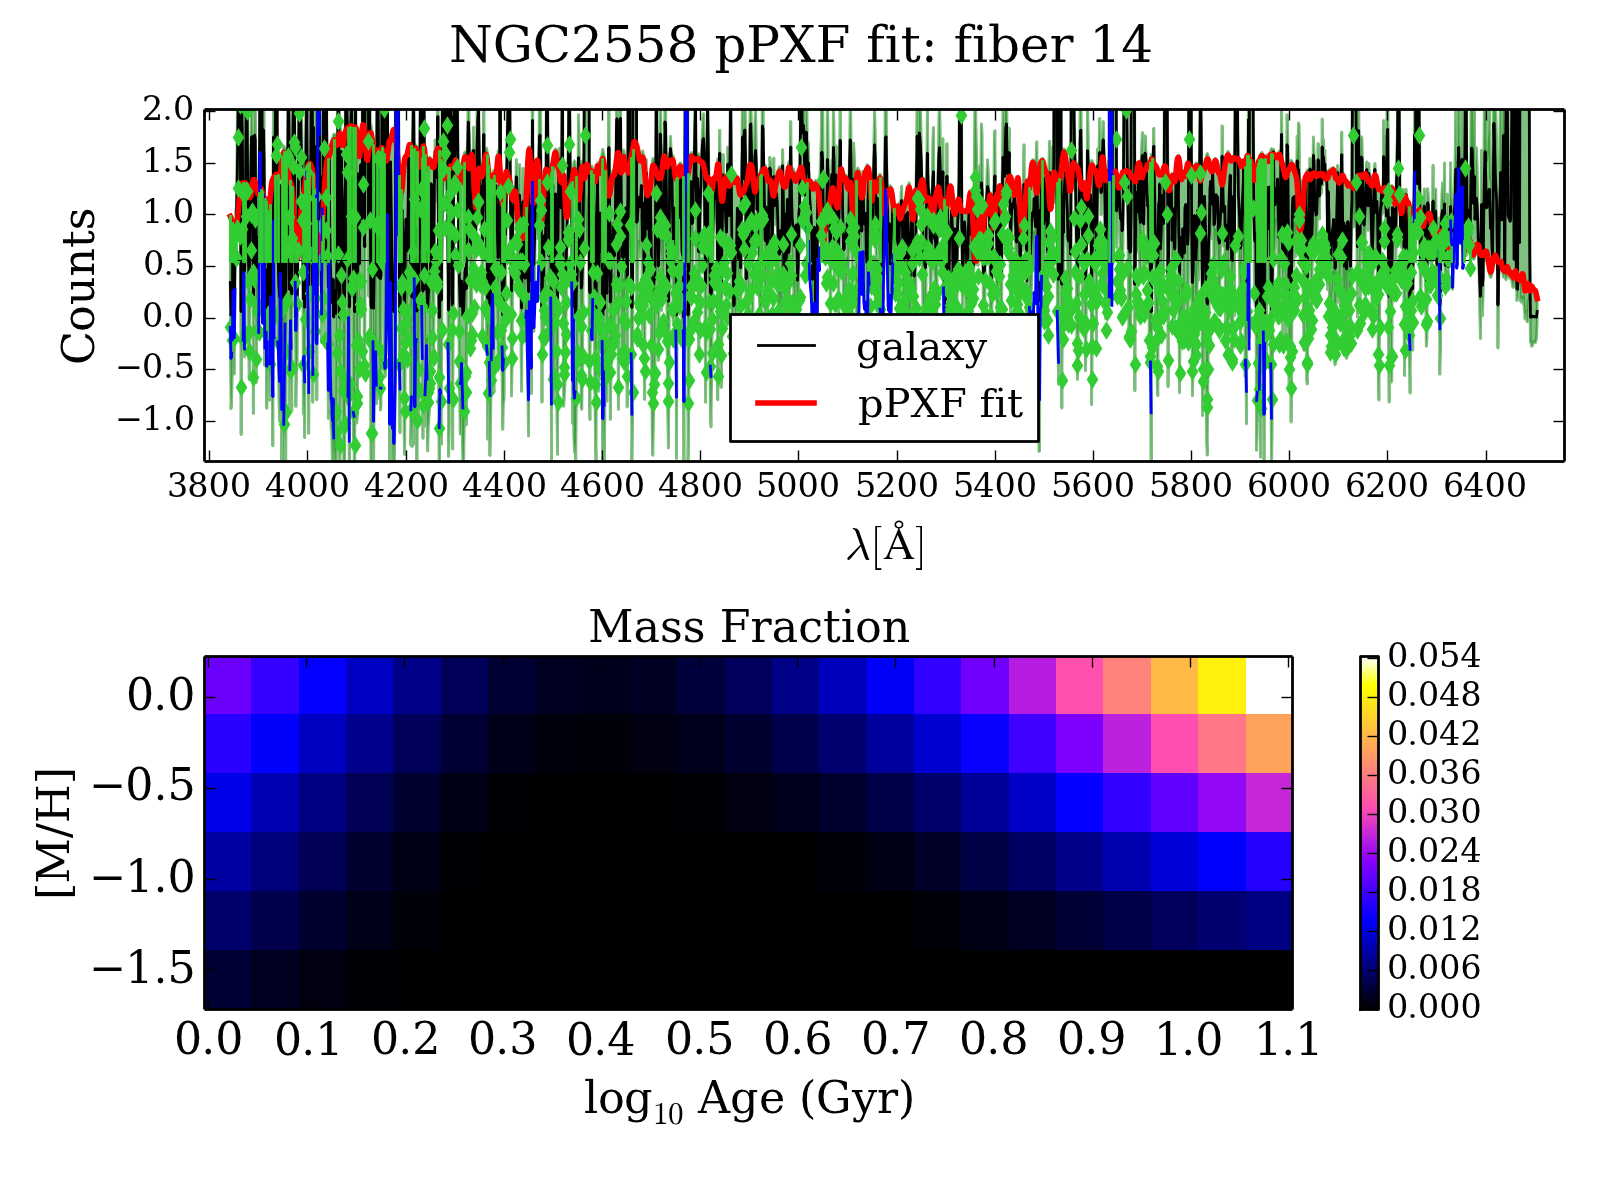 NGC2558 pPXF fit: fiber 14
2.0
1.5
1.0
0.5
0.0
−0.5
−1.0
Counts
galaxy
pPXF fit
3800 4000 4200 4400 4600 4800 5000 5200 5400 5600 5800 6000 6200 6400
λ[Å]
Mass Fraction
0.0
−0.5
−1.0
−1.5
[M/H]
0.0 0.1 0.2 0.3 0.4 0.5 0.6 0.7 0.8 0.9 1.0 1.1
log₁₀ Age (Gyr)
0.054
0.048
0.042
0.036
0.030
0.024
0.018
0.012
0.006
0.000